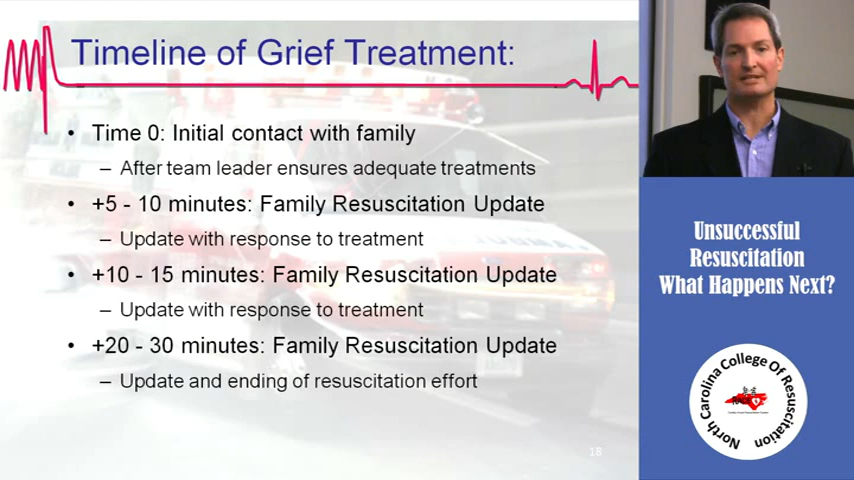 Timeline of Grief Treatment:
• Time 0: Initial contact with family
– After team leader ensures adequate treatments
• +5 - 10 minutes: Family Resuscitation Update
– Update with response to treatment
• +10 - 15 minutes: Family Resuscitation Update
– Update with response to treatment
• +20 - 30 minutes: Family Resuscitation Update
– Update and ending of resuscitation effort
18
Unsuccessful
Resuscitation
What Happens Next?
North Carolina College Of Resuscitation